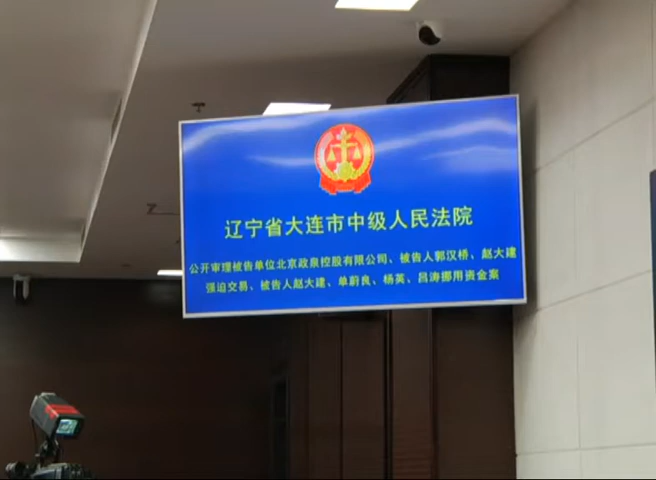 辽宁省大连市中级人民法院
公开审理被告单位北京政泉控股有限公司、被告人郭汉桥、赵大建
强迫交易、被告人赵大建、单蔚良、杨英、吕涛挪用资金案